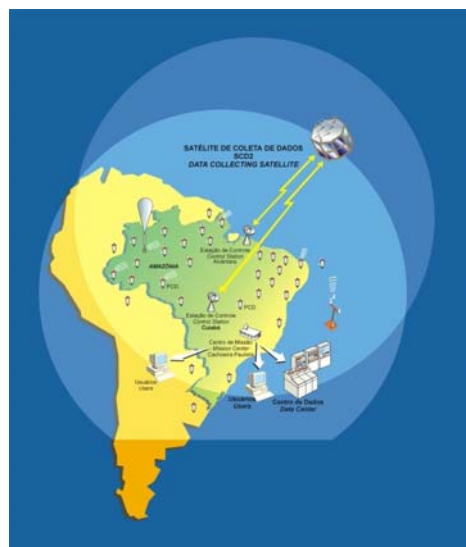 SATÉLITE DE COLETA DE DADOS
SCD2
DATA COLLECTING SATELLITE
Estação de Controle
Control Station
Alcântara
AMAZÔNIA
PCD
PCD
Estação de Controle
Control Station
Cuiabá
Centro de Missão
Mission Center
Cachoeira Paulista
Usuários
Users
Usuários
Users
Centro de Dados
Data Center